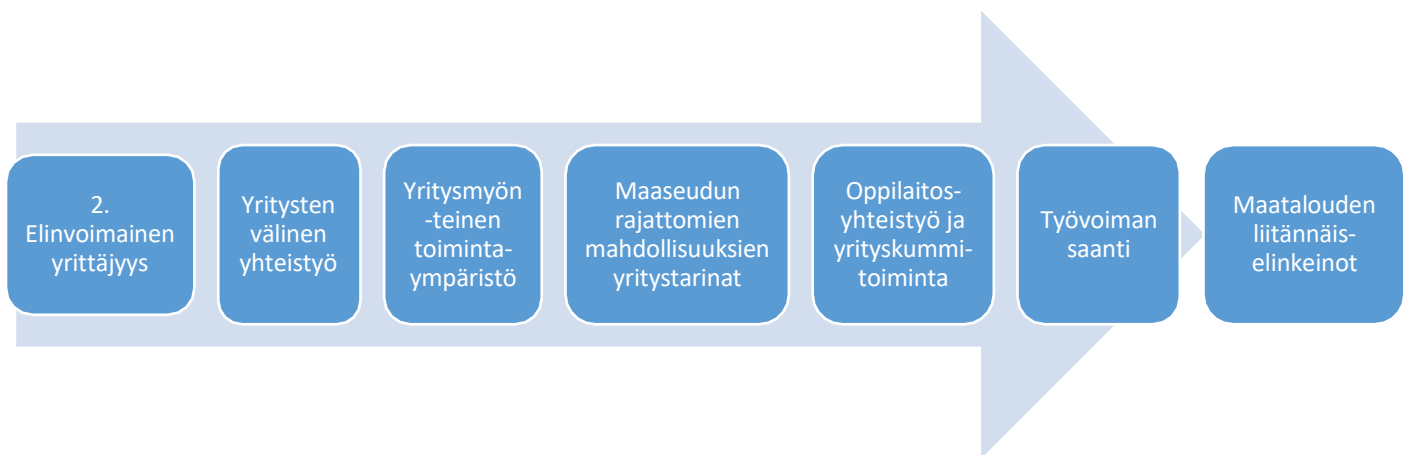 2.
Elinvoimainen
yrittäjyys
Yritysten
välinen
yhteistyö
Yritysmyön
-teinen
toiminta-
ympäristö
Maaseudun
rajattomien
mahdollisuuksien
yritystarinat
Oppilaitos-
yhteistyö ja
yrityskummi-
toiminta
Työvoiman
saanti
Maatalouden
liitännäis-
elinkeinot